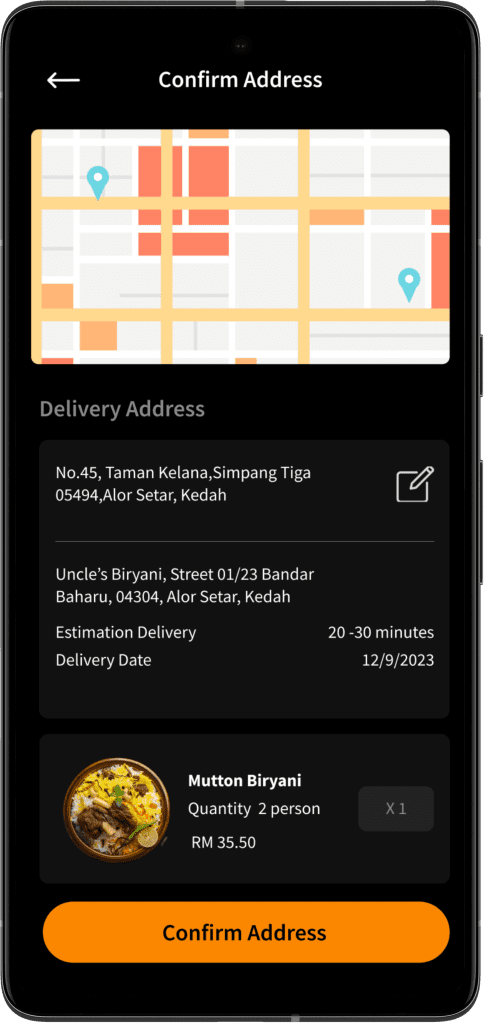 Confirm Address
Delivery Address
No.45, Taman Kelana,Simpang Tiga
05494,Alor Setar, Kedah
Uncle’s Biryani, Street 01/23 Bandar
Baharu, 04304, Alor Setar, Kedah
Estimation Delivery 20 -30 minutes
Delivery Date 12/9/2023
Mutton Biryani
Quantity 2 person
X 1
RM 35.50
Confirm Address